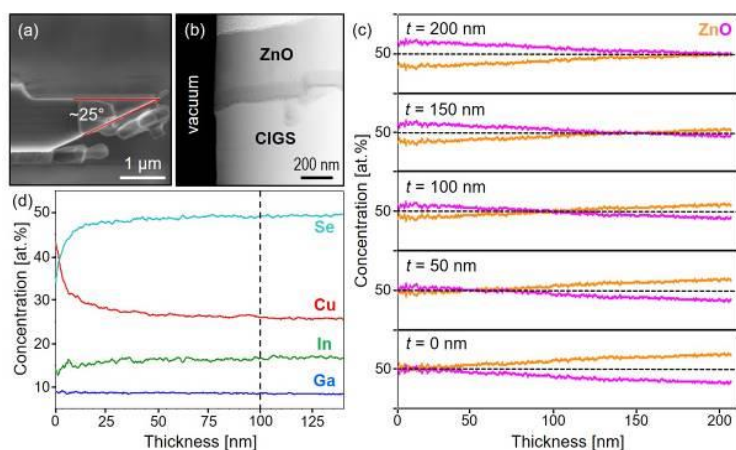 (a)
~25°
1 µm
(b)
vacuum
ZnO
CIGS
200 nm
(c)
ZnO
t = 200 nm
50
t = 150 nm
50
t = 100 nm
50
t = 50 nm
50
t = 0 nm
50
Concentration [at.%]
0 50 100 150 200
Thickness [nm]
(d)
Concentration [at.%]
50
40
30
20
10
Se
Cu
In
Ga
0 25 50 75 100 125
Thickness [nm]